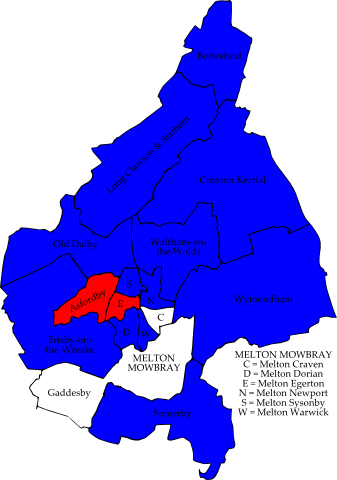 Bottesford
Long Clawson & Stathern
Croxton Kerrial
Old Dalby
Waltham-on-
the-Wolds
S
Asfordby
E
N
Wymondham
C
D
W
Frisby-on-
the-Wreake
MELTON
MOWBRAY
Gaddesby
Somerby
MELTON MOWBRAY
C = Melton Craven
D = Melton Dorian
E = Melton Egerton
N = Melton Newport
S = Melton Sysonby
W = Melton Warwick